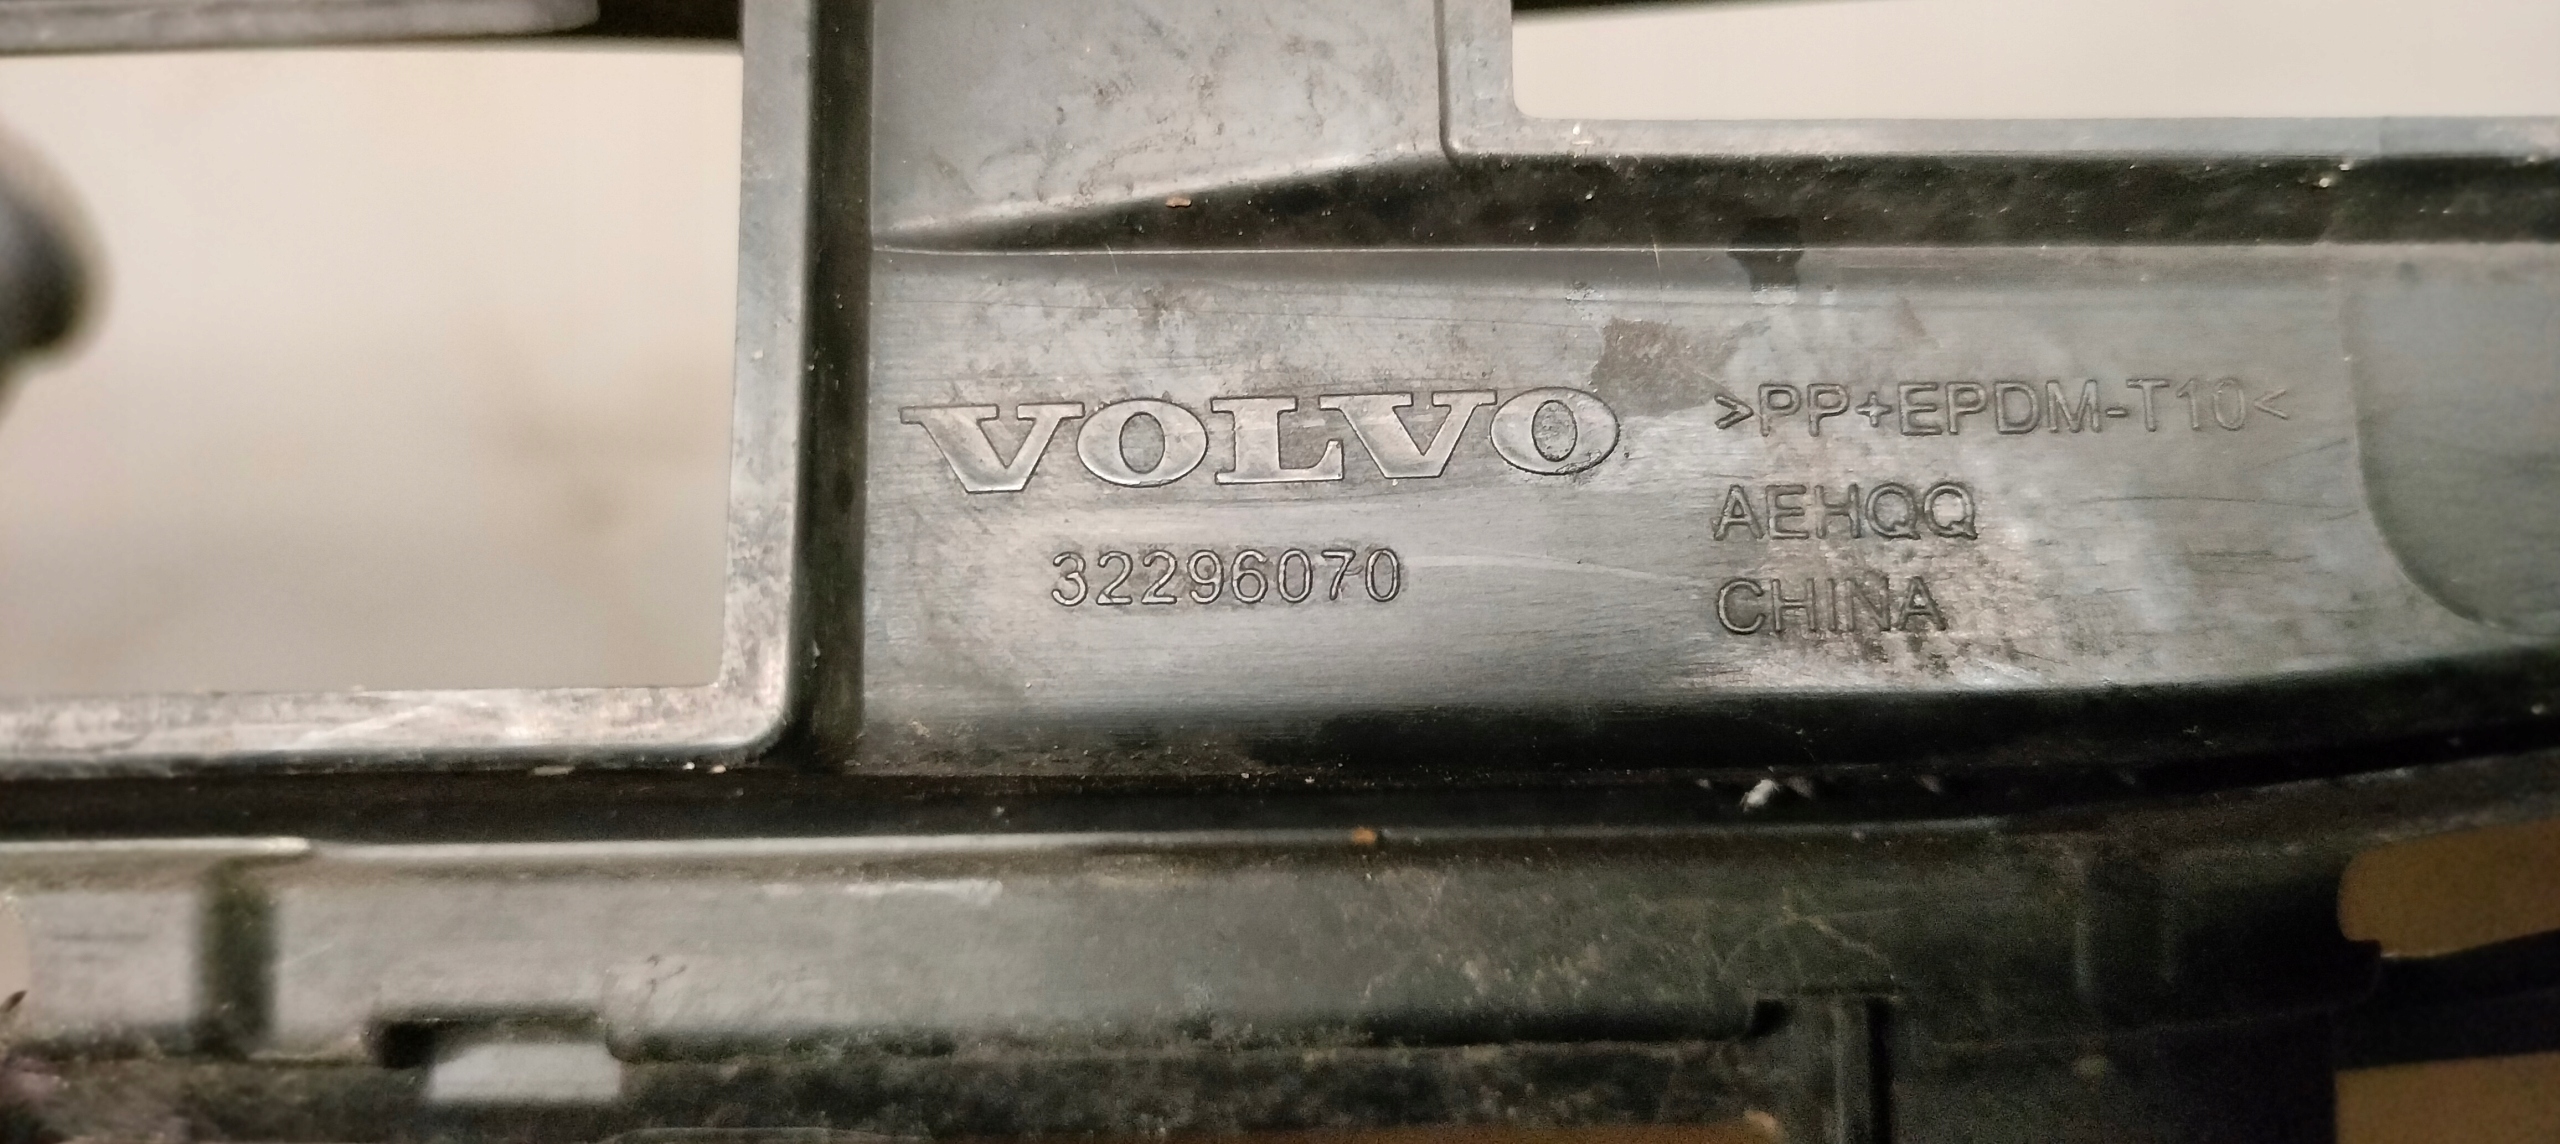 VOLVO
32296070
>PP+EPDM-T10<
AEHQQ
CHINA